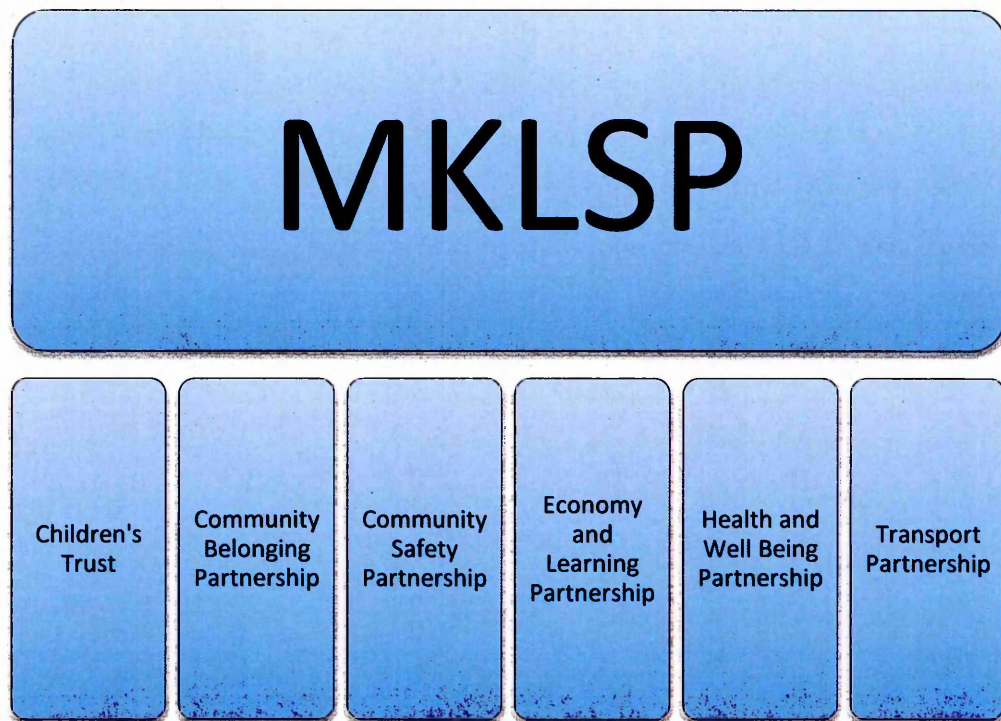 MKLSP
Children's
Trust
Community
Belonging
Partnership
Community
Safety
Partnership
Economy
and
Learning
Partnership
Health and
Well Being
Partnership
Transport
Partnership